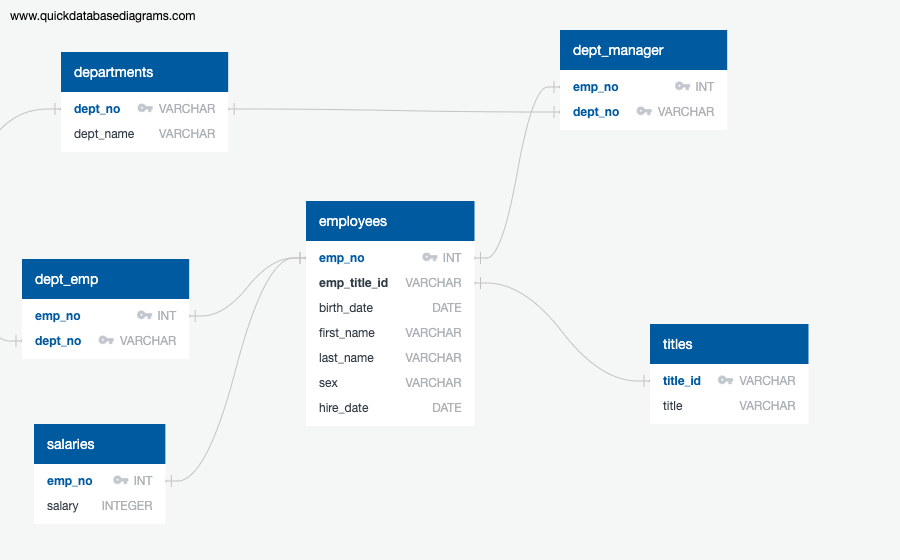 www.quickdatabasediagrams.com
departments
dept_no VARCHAR
dept_name VARCHAR
dept_manager
emp_no INT
dept_no VARCHAR
employees
emp_no INT
emp_title_id VARCHAR
birth_date DATE
first_name VARCHAR
last_name VARCHAR
sex VARCHAR
hire_date DATE
dept_emp
emp_no INT
dept_no VARCHAR
titles
title_id VARCHAR
title VARCHAR
salaries
emp_no INT
salary INTEGER